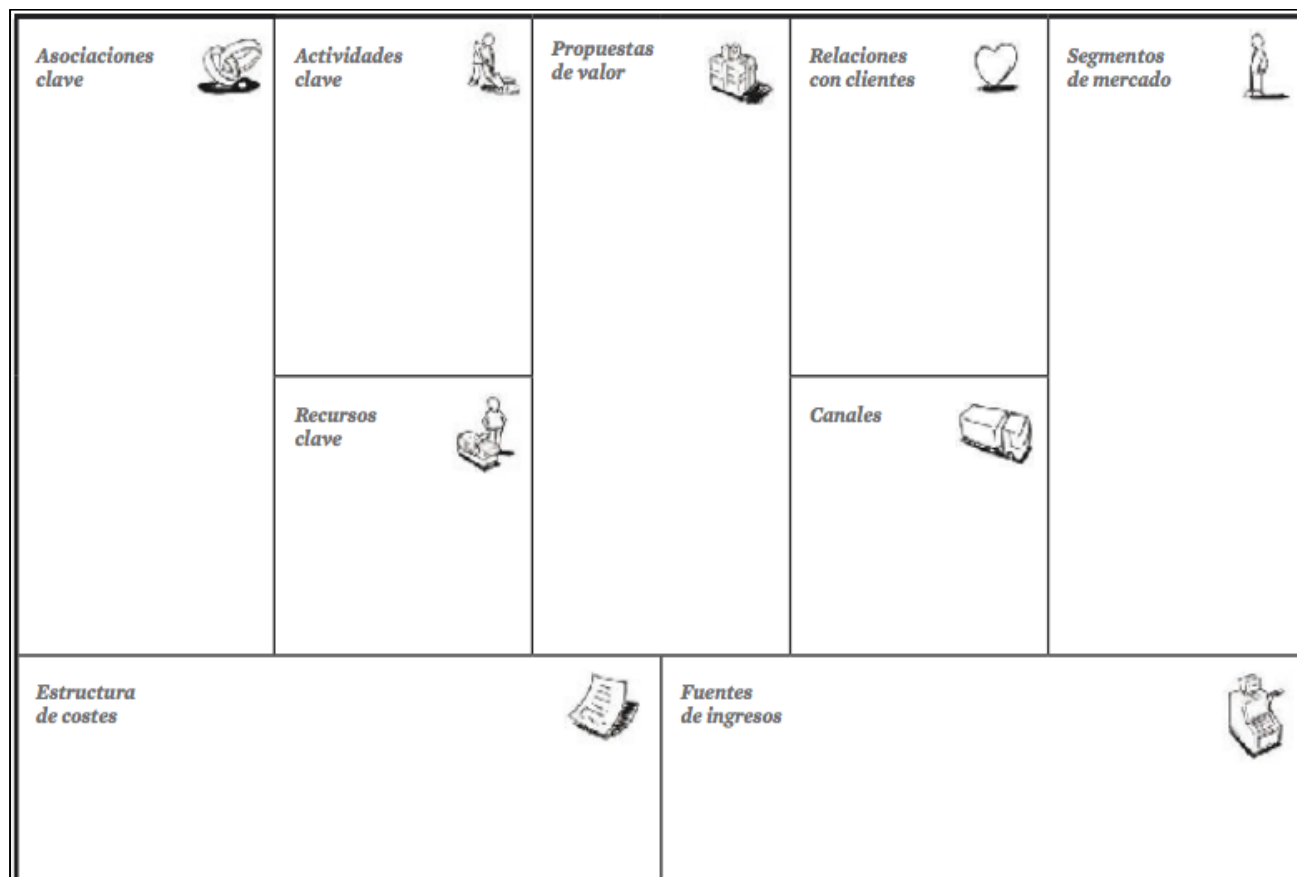 Asociaciones
clave
Actividades
clave
Propuestas
de valor
Relaciones
con clientes
Segmentos
de mercado
Recursos
clave
Canales
Estructura
de costes
Fuentes
de ingresos